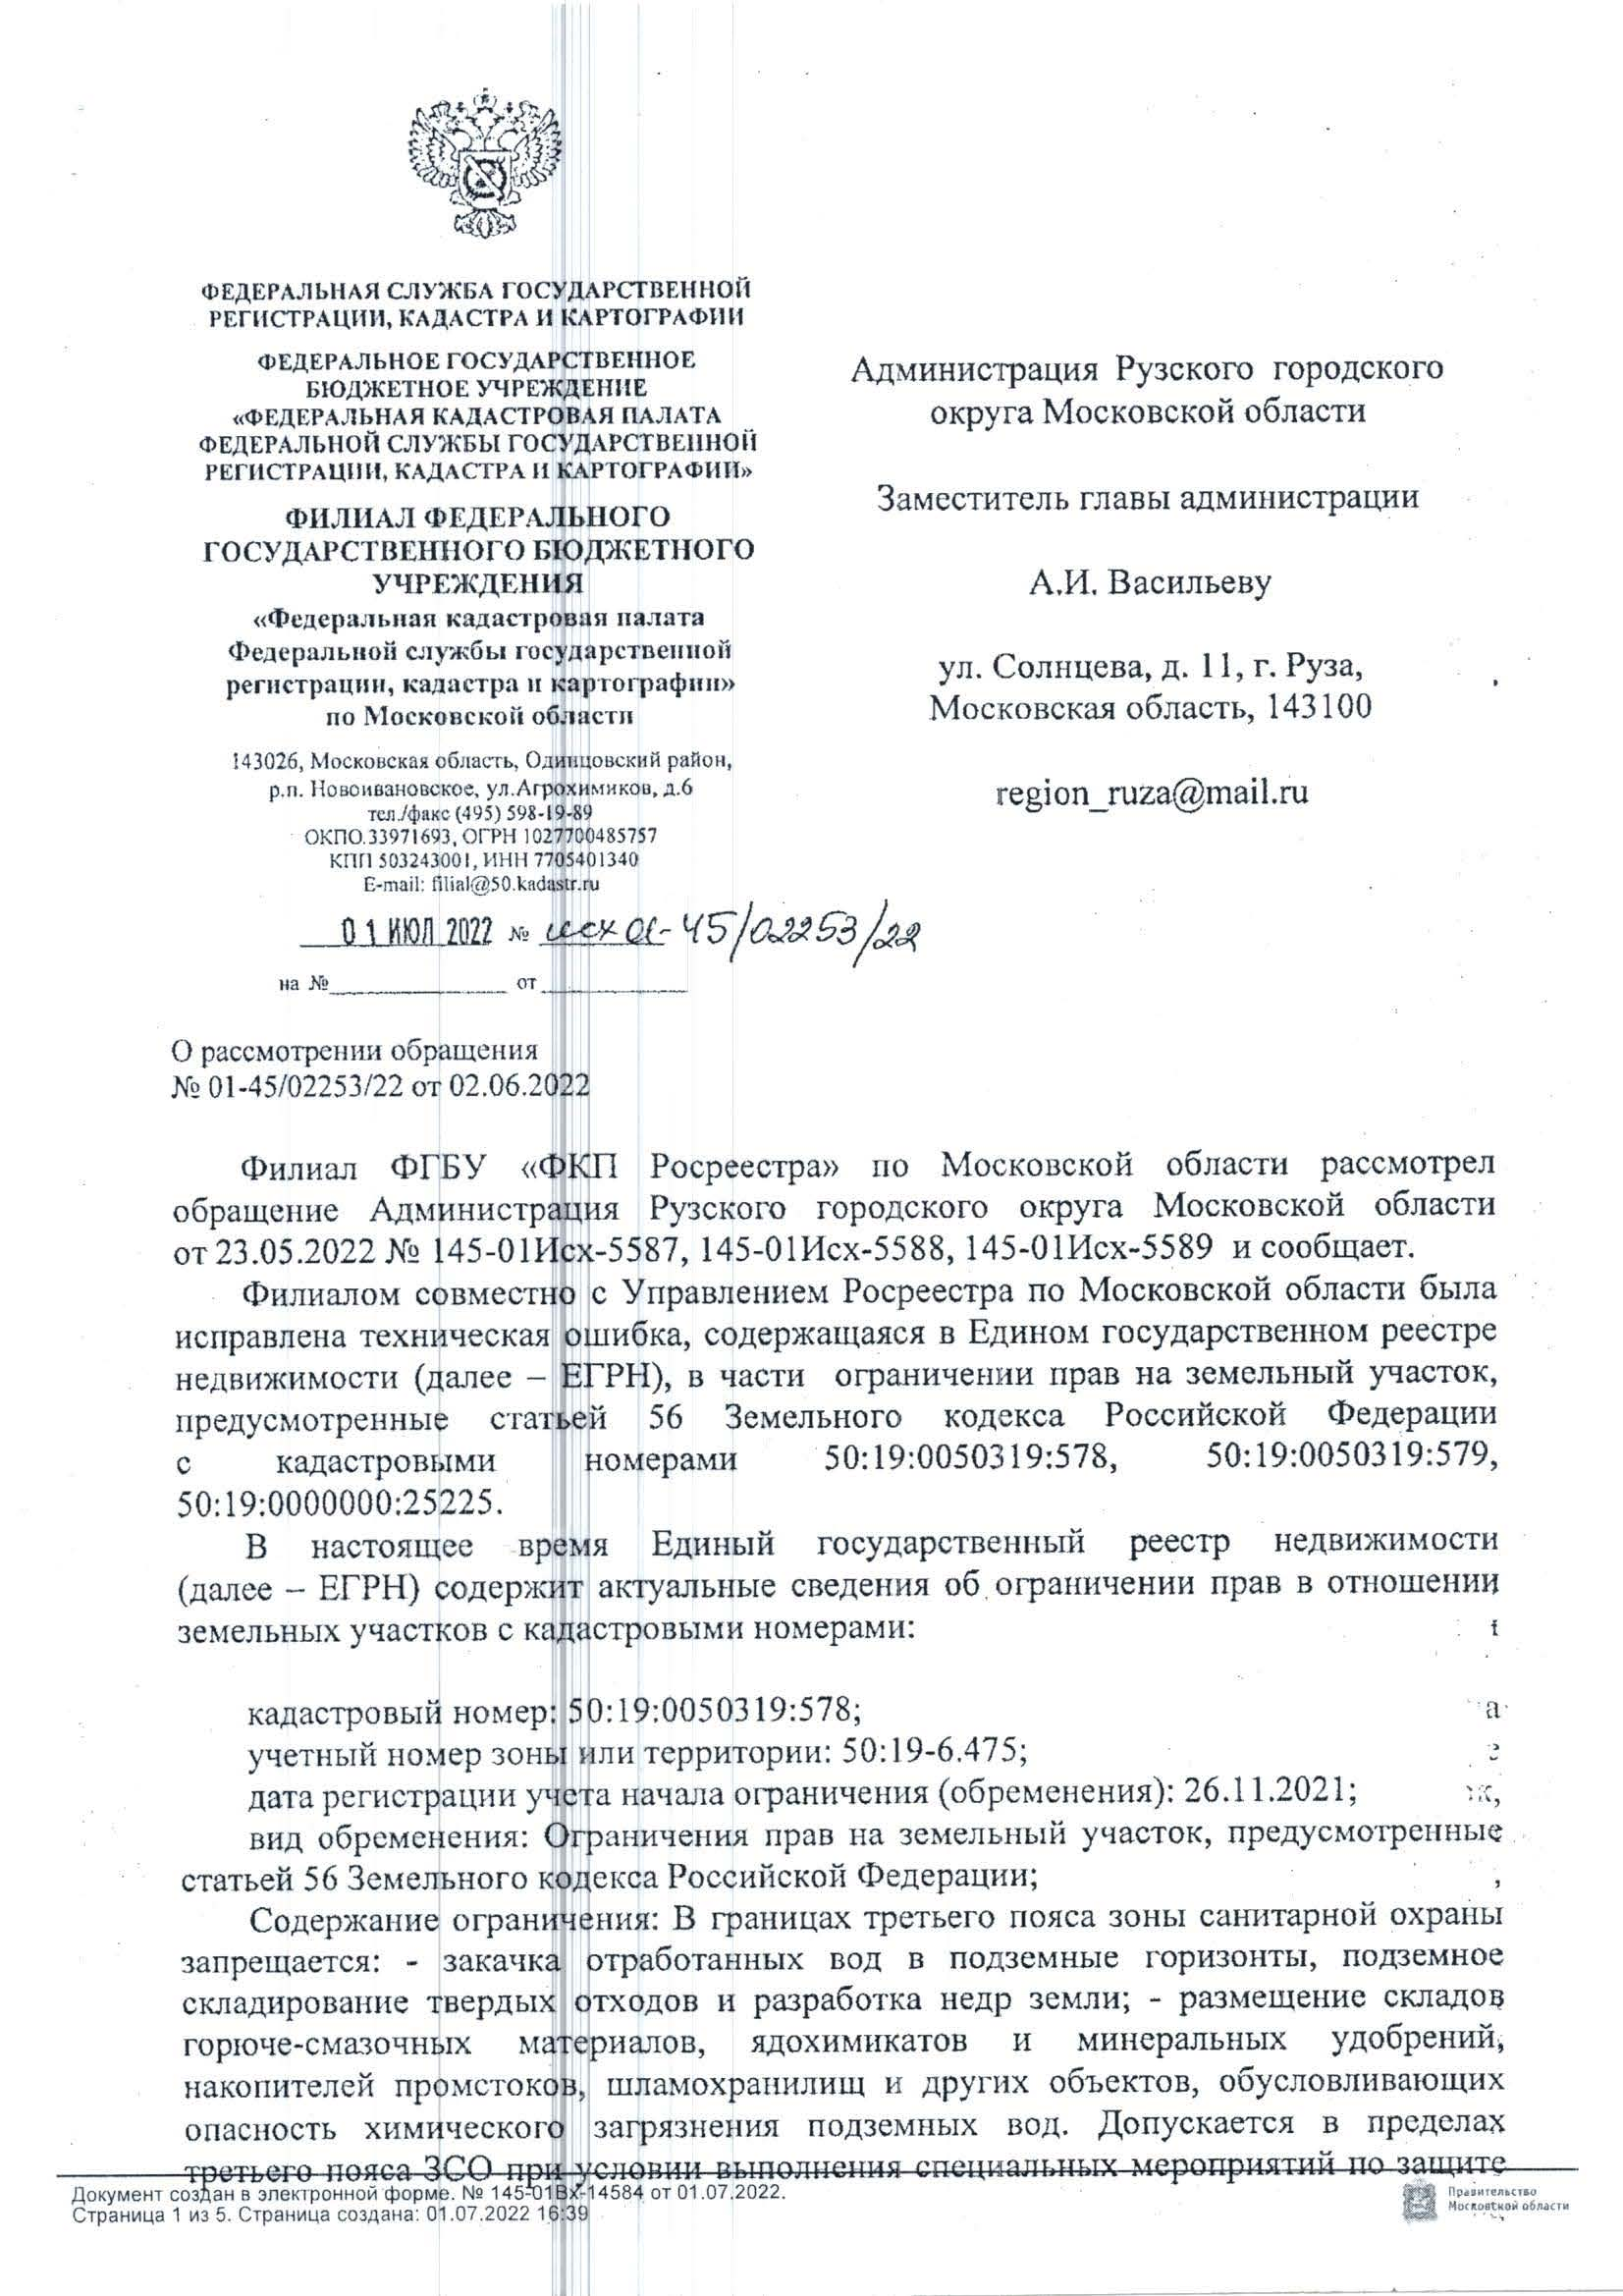 ФЕДЕРАЛЬНАЯ СЛУЖБА ГОСУДАРСТВЕННОЙ
РЕГИСТРАЦИИ, КАДАСТРА И КАРТОГРАФИИ
ФЕДЕРАЛЬНОЕ ГОСУДАРСТВЕННОЕ
БЮДЖЕТНОЕ УЧРЕЖДЕНИЕ
«ФЕДЕРАЛЬНАЯ КАДАСТРОВАЯ ПАЛАТА
ФЕДЕРАЛЬНОЙ СЛУЖБЫ ГОСУДАРСТВЕННОЙ
РЕГИСТРАЦИИ, КАДАСТРА И КАРТОГРАФИИ»
ФИЛИАЛ ФЕДЕРАЛЬНОГО
ГОСУДАРСТВЕННОГО БЮДЖЕТНОГО
УЧРЕЖДЕНИЯ
«Федеральная кадастровая палата
Федеральной службы государственной
регистрации, кадастра и картографии»
по Московской области
143026, Московская область, Одинцовский район,
р.п. Новоивановское, ул.Агрохимиков, д.6
тел./факс (495) 598-19-89
ОКПО.33971693, ОГРН 1027700485757
КПП 503243001, ИНН 7705401340
E-mail: filial@50.kadastr.ru
01 ИЮЛ 2022 № исх 01-45/02253/22
на № от
Администрация Рузского городского
округа Московской области
Заместитель главы администрации
А.И. Васильеву
ул. Солнцева, д. 11, г. Руза,
Московская область, 143100
region_ruza@mail.ru
О рассмотрении обращения
№ 01-45/02253/22 от 02.06.2022
Филиал ФГБУ «ФКП Росреестра» по Московской области рассмотрел
обращение Администрация Рузского городского округа Московской области
от 23.05.2022 № 145-01Исх-5587, 145-01Исх-5588, 145-01Исх-5589 и сообщает.
Филиалом совместно с Управлением Росреестра по Московской области была
исправлена техническая ошибка, содержащаяся в Едином государственном реестре
недвижимости (далее – ЕГРН), в части ограничении прав на земельный участок,
предусмотренные статьей 56 Земельного кодекса Российской Федерации
с кадастровыми номерами 50:19:0050319:578, 50:19:0050319:579,
50:19:0000000:25225.
В настоящее время Единый государственный реестр недвижимости
(далее – ЕГРН) содержит актуальные сведения об ограничении прав в отношении
земельных участков с кадастровыми номерами:
кадастровый номер: 50:19:0050319:578;
учетный номер зоны или территории: 50:19-6.475;
дата регистрации учета начала ограничения (обременения): 26.11.2021;
вид обременения: Ограничения прав на земельный участок, предусмотренные
статьей 56 Земельного кодекса Российской Федерации;
Содержание ограничения: В границах третьего пояса зоны санитарной охраны
запрещается: - закачка отработанных вод в подземные горизонты, подземное
складирование твердых отходов и разработка недр земли; - размещение складов
горюче-смазочных материалов, ядохимикатов и минеральных удобрений,
накопителей промстоков, шламохранилищ и других объектов, обусловливающих
опасность химического загрязнения подземных вод. Допускается в пределах
третьего пояса ЗСО при условии выполнения специальных мероприятий по защите
Документ создан в электронной форме. № 145-01Вх-14584 от 01.07.2022.
Страница 1 из 5. Страница создана: 01.07.2022 16:39
Правительство
Московской области